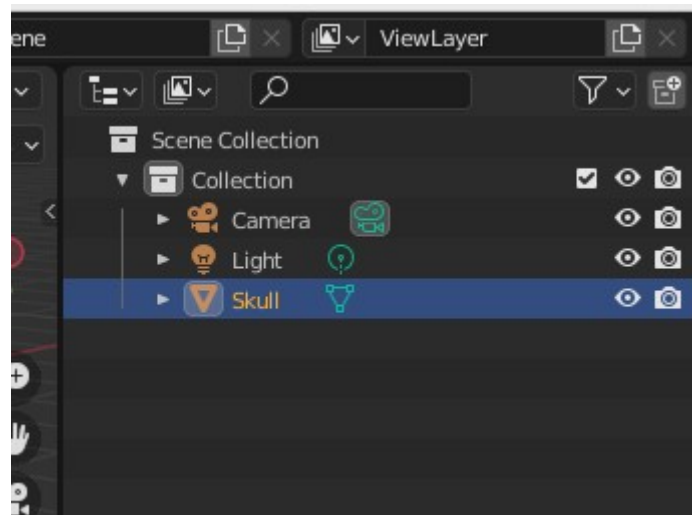 ene
ViewLayer
Scene Collection
Collection
Camera
Light
Skull